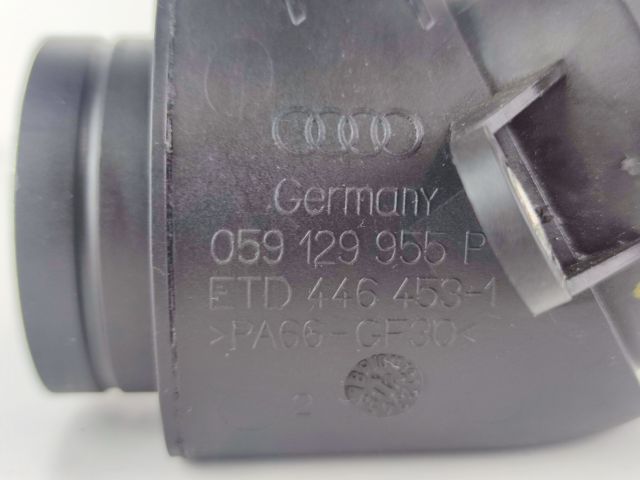 Germany
059 129 955 P
ETD 446 453-1
>PA66-GF30<
2